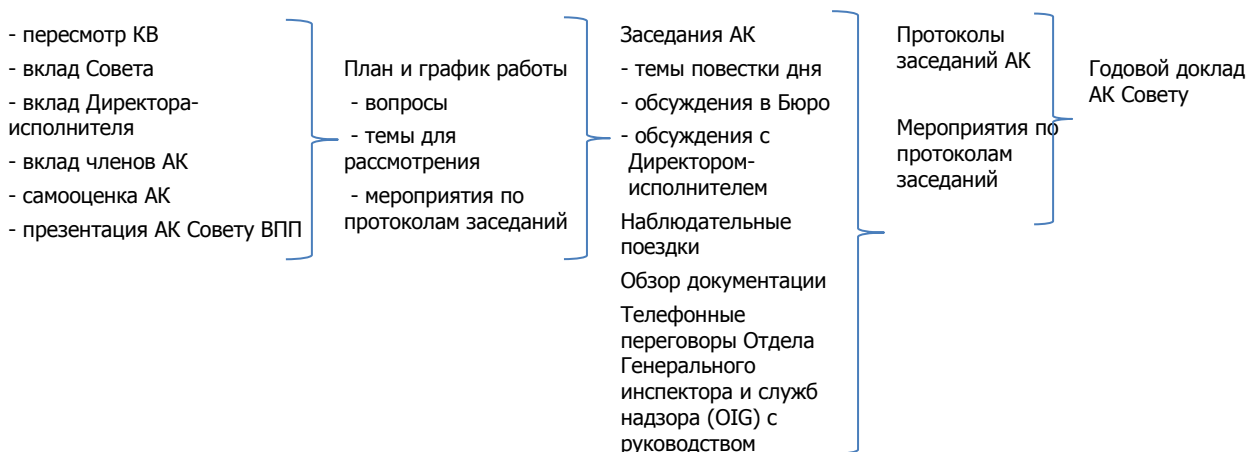 - пересмотр КВ
- вклад Совета
- вклад Директора-
исполнителя
- вклад членов АК
- самооценка АК
- презентация АК Совету ВПП
План и график работы
- вопросы
- темы для
рассмотрения
- мероприятия по
протоколам заседаний
Заседания АК
- темы повестки дня
- обсуждения в Бюро
- обсуждения с
Директором-
исполнителем
Наблюдательные
поездки
Обзор документации
Телефонные
переговоры Отдела
Генерального
инспектора и служб
надзора (OIG) с
руководством
Протоколы
заседаний АК
Мероприятия по
протоколам
заседаний
Годовой доклад
АК Совету